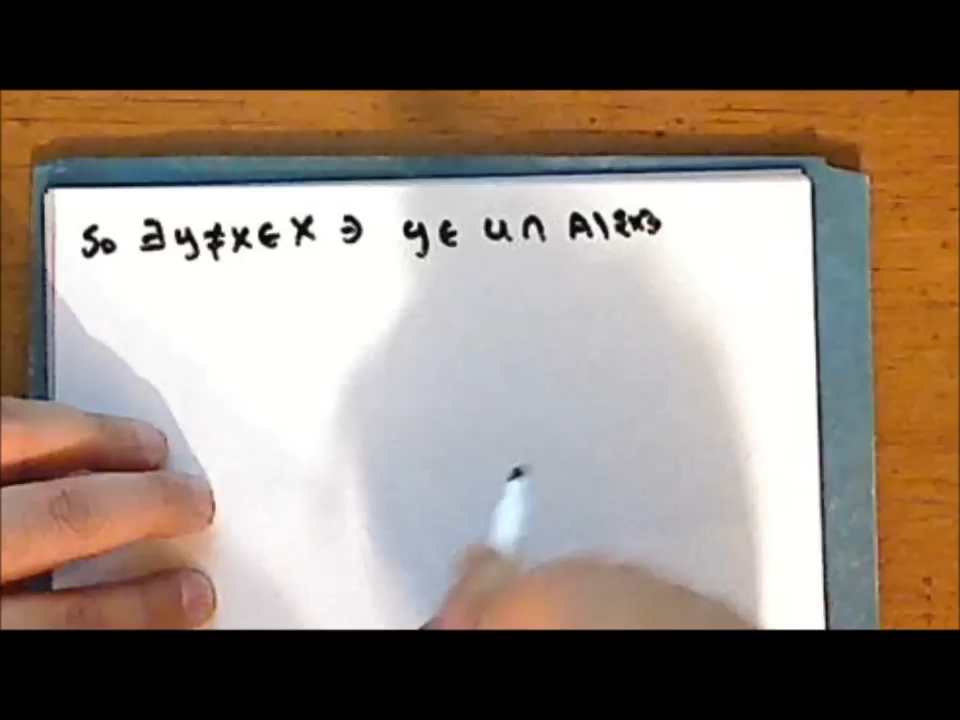 So ∃ y ≠ x ∈ X ∋ y ∈ U ∩ A \ {x}